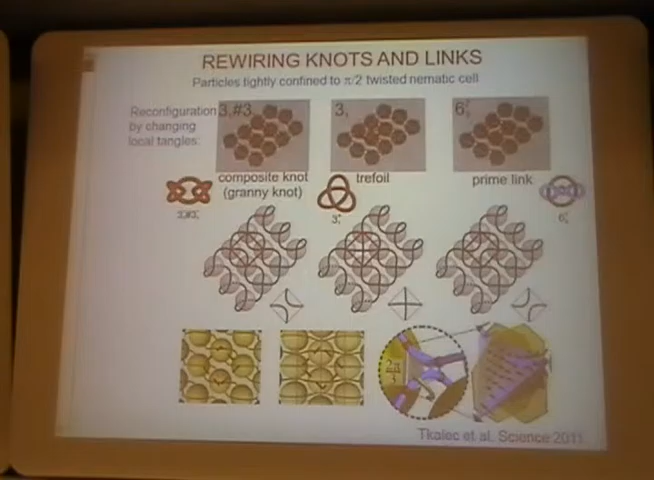 REWIRING KNOTS AND LINKS
Particles tightly confined to π/2 twisted nematic cell
Reconfiguration
by changing
local tangles:
composite knot
(granny knot)
trefoil
prime link
Tkalec et al. Science 2011